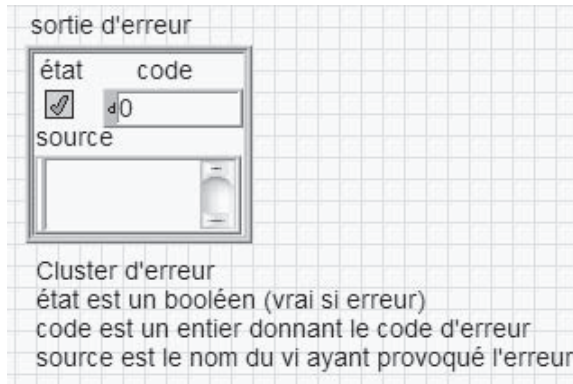 sortie d'erreur
état code
d0
source
Cluster d'erreur
état est un booléen (vrai si erreur)
code est un entier donnant le code d'erreur
source est le nom du vi ayant provoqué l'erreur